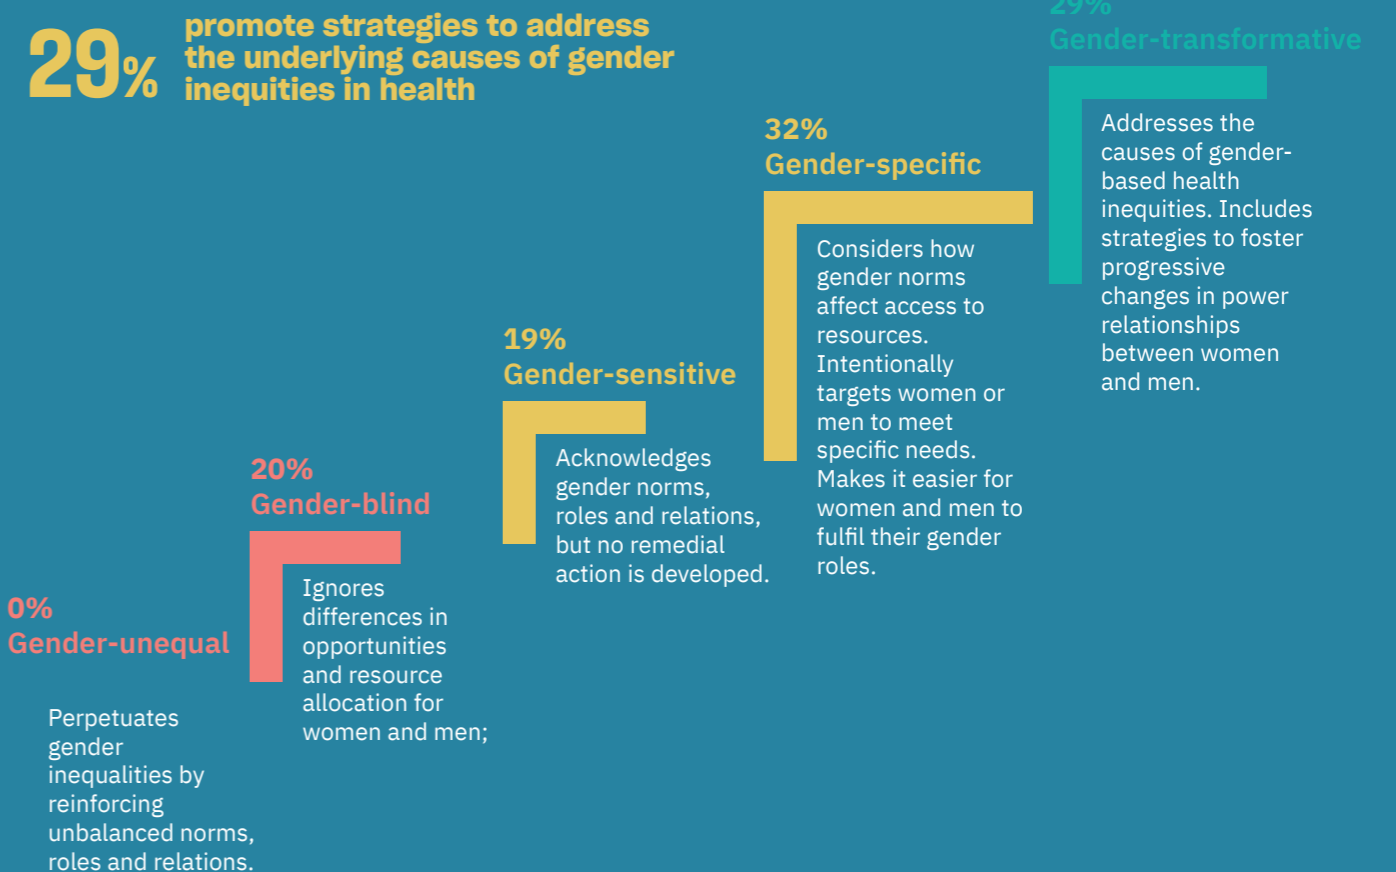 29%
promote strategies to address
the underlying causes of gender
inequities in health
0%
Gender-unequal
Perpetuates
gender
inequalities by
reinforcing
unbalanced norms,
roles and relations.
20%
Gender-blind
Ignores
differences in
opportunities
and resource
allocation for
women and men;
19%
Gender-sensitive
Acknowledges
gender norms,
roles and relations,
but no remedial
action is developed.
32%
Gender-specific
Considers how
gender norms
affect access to
resources.
Intentionally
targets women or
men to meet
specific needs.
Makes it easier for
women and men to
fulfil their gender
roles.
29%
Gender-transformative
Addresses the
causes of gender-
based health
inequities. Includes
strategies to foster
progressive
changes in power
relationships
between women
and men.